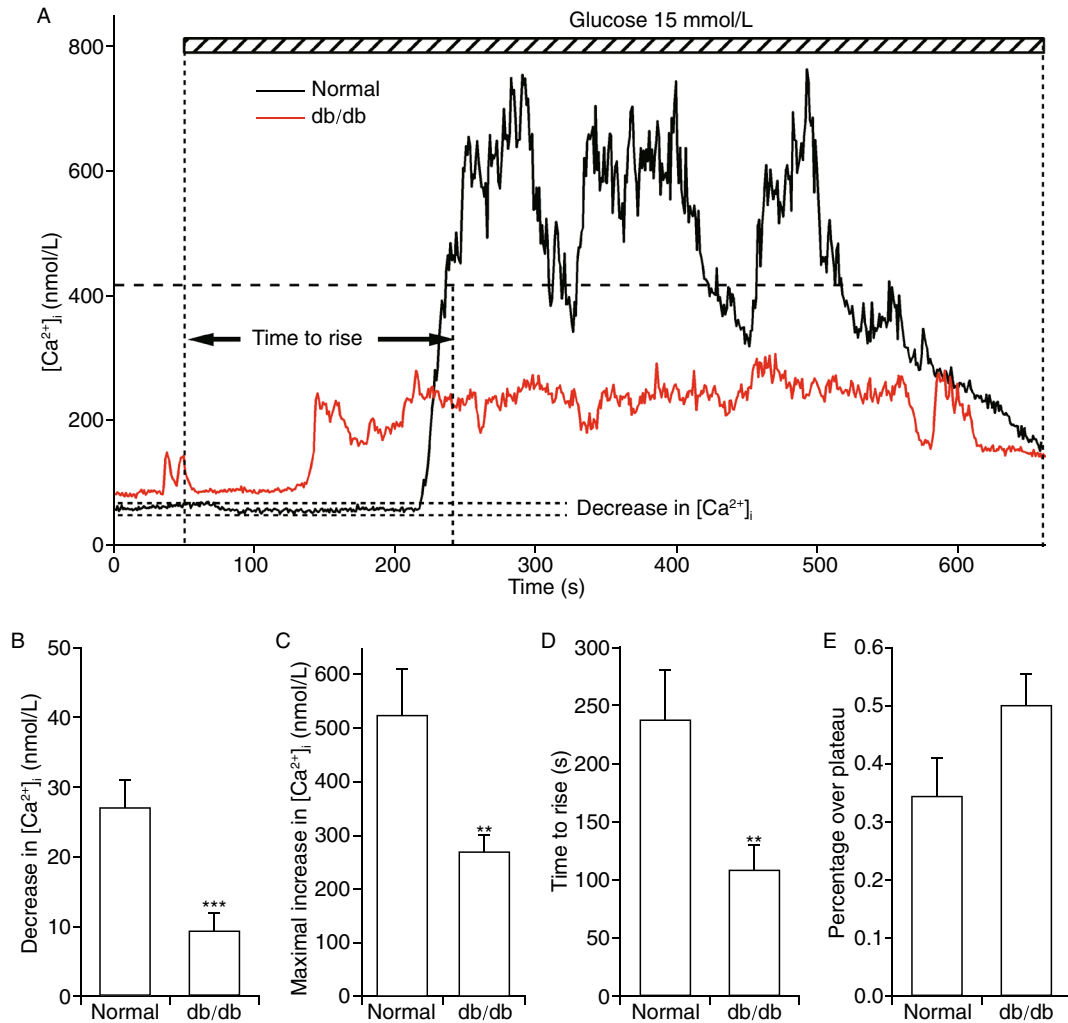 A
Glucose 15 mmol/L
Normal
db/db
800
600
400
200
0
[Ca²⁺]ᵢ (nmol/L)
Time to rise
Decrease in [Ca²⁺]ᵢ
0 100 200 300 400 500 600
Time (s)
B
50
40
30
20
10
0
Decrease in [Ca²⁺]ᵢ (nmol/L)
***
Normal db/db
C
600
500
400
300
200
100
0
Maximal increase in [Ca²⁺]ᵢ (nmol/L)
**
Normal db/db
D
300
250
200
150
100
50
0
Time to rise (s)
**
Normal db/db
E
0.6
0.5
0.4
0.3
0.2
0.1
0.0
Percentage over plateau
Normal db/db